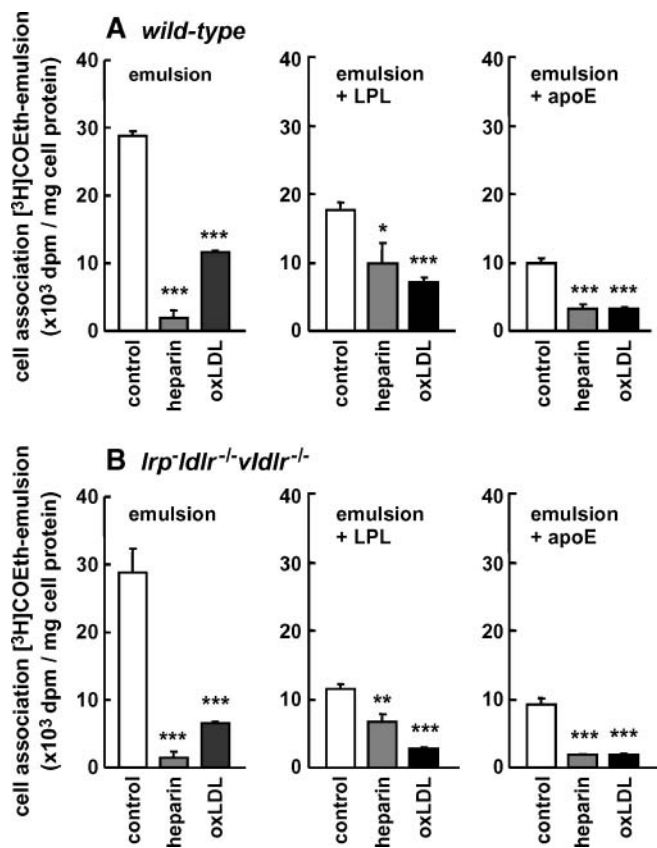 A wild-type
cell association [³H]COEth-emulsion
(x10³ dpm / mg cell protein)
40
30
20
10
0
emulsion
***
***
control
heparin
oxLDL
40
30
20
10
0
emulsion
+ LPL
*
***
control
heparin
oxLDL
40
30
20
10
0
emulsion
+ apoE
***
***
control
heparin
oxLDL
B lrp⁻ldlr⁻/⁻vldlr⁻/⁻
cell association [³H]COEth-emulsion
(x10³ dpm / mg cell protein)
40
30
20
10
0
emulsion
***
***
control
heparin
oxLDL
40
30
20
10
0
emulsion
+ LPL
**
***
control
heparin
oxLDL
40
30
20
10
0
emulsion
+ apoE
***
***
control
heparin
oxLDL